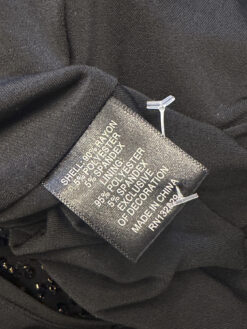 SHELL: 90% RAYON
5% POLYESTER
5% SPANDEX
LINING:
95% POLYESTER
5% SPANDEX
EXCLUSIVE
OF DECORATION
MADE IN CHINA